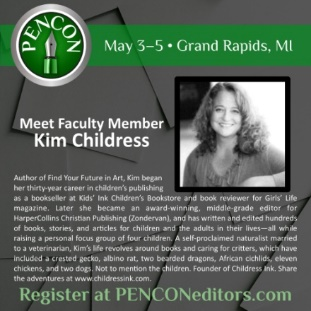 PENCON
May 3–5 • Grand Rapids, MI
Meet Faculty Member
Kim Childress
Author of Find Your Future in Art, Kim began
her thirty-year career in children's publishing
as a bookseller at Kids' Ink Children's Bookstore and book reviewer for Girls' Life
magazine. Later she became an award-winning, middle-grade editor for
HarperCollins Christian Publishing (Zondervan), and has written and edited hundreds
of books, stories, and articles for children and the adults in their lives—all while
raising a personal focus group of four children. A self-proclaimed naturalist married
to a veterinarian, Kim's life revolves around books and caring for critters, which have
included a crested gecko, albino rat, two bearded dragons, African cichlids, eleven
chickens, and two dogs. Not to mention the children. Founder of Childress Ink. Share
the adventures at www.childressink.com.
Register at PENCONeditors.com